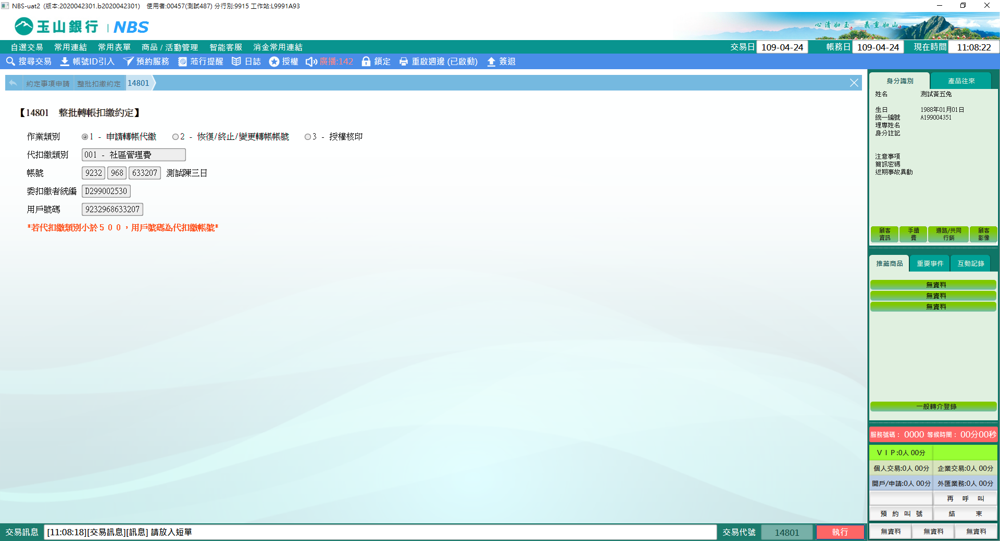 NBS-uat2 (版本:2020042301.b2020042301) 使用者:00457(測試487) 分行別:9915 工作站:L9991A93
玉山銀行 | NBS
心清如玉。義重如山。
自選交易 常用連結 常用表單 商品 / 活動管理 智能客服 消金常用連結 交易日 109-04-24 帳務日 109-04-24 現在時間 11:08:22
搜尋交易 帳號ID引入 預約服務 蒞行提醒 日誌 授權 廣播:142 鎖定 重啟週邊 (已啟動) 簽退
約定事項申請 整批扣繳約定 14801
【14801 整批轉帳扣繳約定】
作業類別 1 - 申請轉帳代繳 2 - 恢復/終止/變更轉帳帳號 3 - 授權核印
代扣繳類別 001 - 社區管理費
帳號 9232 968 633207 測試陳三日
委扣繳者統編 D299002530
用戶號碼 9232968633207
*若代扣繳類別小於５００，用戶號碼為代扣繳帳號*
身分識別 產品往來
姓名 測試黃五兔
生日 1988年01月01日
統一編號 A199004351
理專姓名
身分註記
注意事項
簡訊密碼
近期事故異動
顧客資訊 手續費 通路/共同行銷 顧客影像
推薦商品 重要事件 互動記錄
無資料
無資料
無資料
一般轉介登錄
服務號碼： 0000 等候時間： 00分00秒
ＶＩＰ:0人 00分
個人交易:0人 00分 企業交易:0人 00分
開戶/申請:0人 00分 外匯業務:0人 00分
再 呼 叫
預 約 叫 號 結 束
無資料 無資料 無資料
交易訊息 [11:08:18][交易訊息][訊息] 請放入短單 交易代號 14801 執行